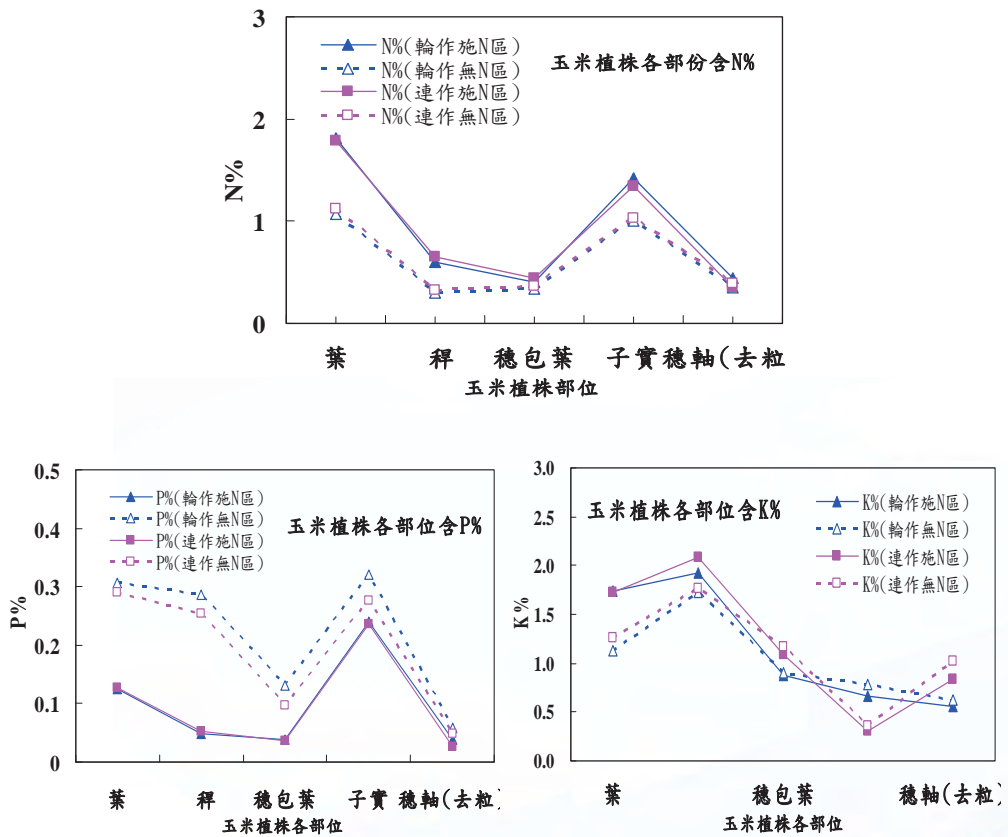 3
2
1
0
N%
N%(輪作施N區)
N%(輪作無N區)
N%(連作施N區)
N%(連作無N區)
玉米植株各部份含N%
葉 稈 穗包葉 子實 穗軸(去粒
玉米植株部位
0.5
0.4
0.3
0.2
0.1
0.0
P%
P%(輪作施N區)
P%(輪作無N區)
P%(連作施N區)
P%(連作無N區)
玉米植株各部位含P%
葉 稈 穗包葉 子實 穗軸(去粒)
玉米植株各部位
3.0
2.5
2.0
1.5
1.0
0.5
0.0
K%
玉米植株各部位含K%
K%(輪作施N區)
K%(輪作無N區)
K%(連作施N區)
K%(連作無N區)
葉 穗包葉 穗軸(去粒)
玉米植株各部位